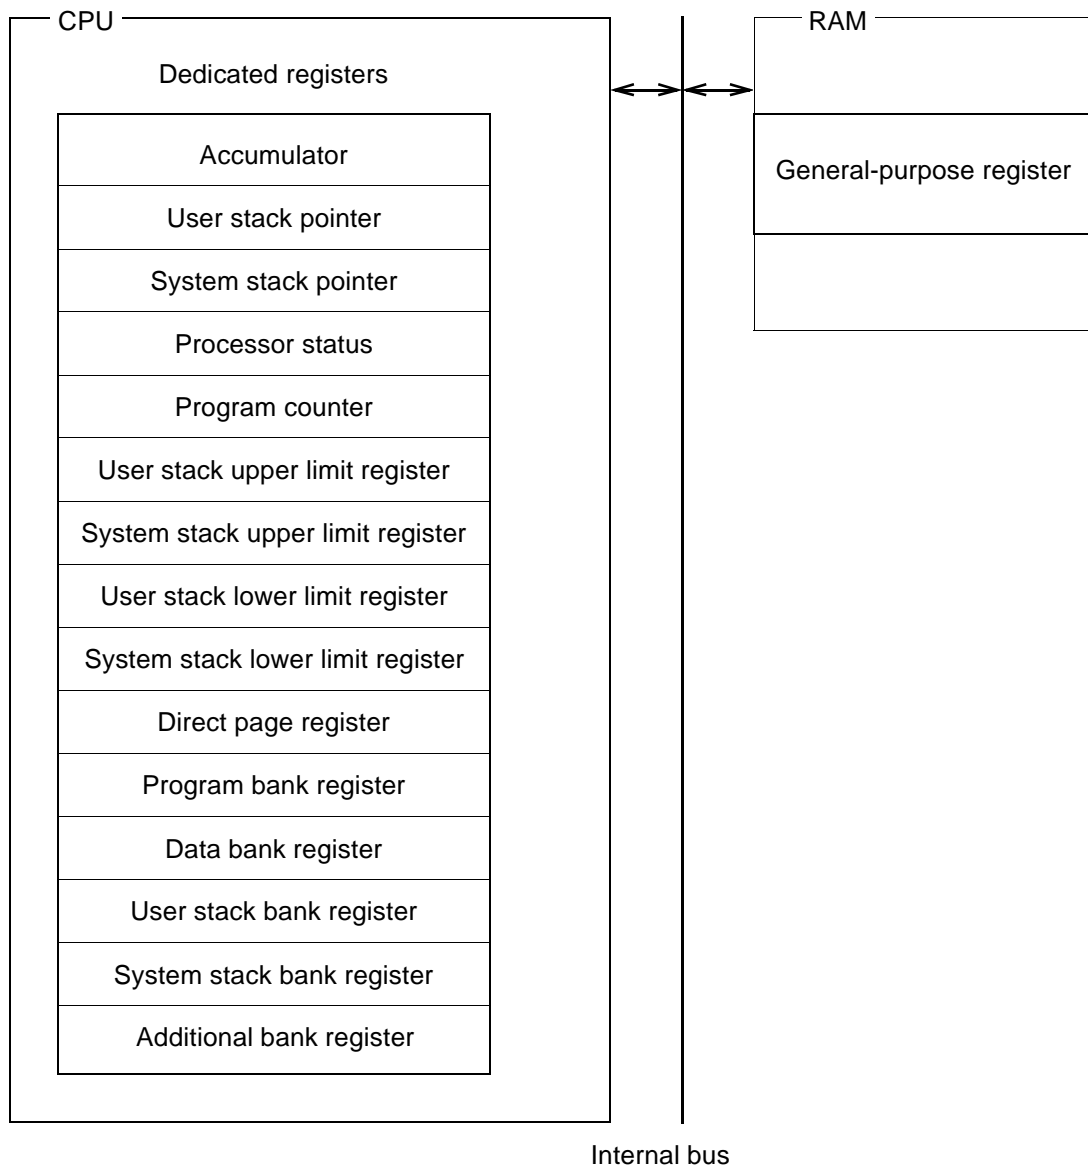 CPU
Dedicated registers
Accumulator
User stack pointer
System stack pointer
Processor status
Program counter
User stack upper limit register
System stack upper limit register
User stack lower limit register
System stack lower limit register
Direct page register
Program bank register
Data bank register
User stack bank register
System stack bank register
Additional bank register
RAM
General-purpose register
Internal bus